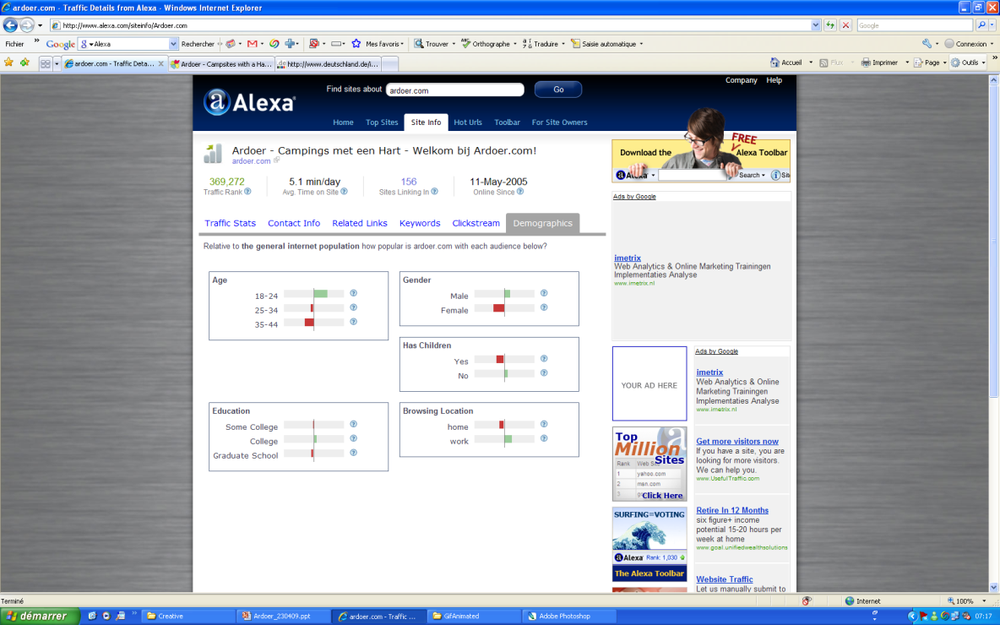 ardoer.com - Traffic Details from Alexa - Windows Internet Explorer
http://www.alexa.com/siteinfo/Ardoer.com
Google
Fichier
Google
Alexa
Rechercher
Mes favoris
Trouver
Orthographe
Traduire
Saisie automatique
Connexion
ardoer.com - Traffic Deta...
Ardoer - Campsites with a Ha...
http://www.deutschland.de/l...
Accueil
Flux
Imprimer
Page
Outils
Company Help
Find sites about ardoer.com Go
Alexa
Home Top Sites Site Info Hot Urls Toolbar For Site Owners
Ardoer - Campings met een Hart - Welkom bij Ardoer.com!
ardoer.com
369,272 5.1 min/day 156 11-May-2005
Traffic Rank Avg. Time on Site Sites Linking In Online Since
Traffic Stats Contact Info Related Links Keywords Clickstream Demographics
Relative to the general internet population how popular is ardoer.com with each audience below?
Age
18-24
25-34
35-44
Gender
Male
Female
Has Children
Yes
No
Education
Some College
College
Graduate School
Browsing Location
home
work
Download the FREE Alexa Toolbar
Alexa Search Sit
Ads by Google
imetrix
Web Analytics & Online Marketing Trainingen
Implementaties Analyse
www.imetrix.nl
YOUR AD HERE
Top
Million
Sites
Rank Web
1 yahoo.com
2 msn.com
3
Click Here
SURFING=VOTING
Alexa Rank: 1,030
The Alexa Toolbar
Ads by Google
imetrix
Web Analytics & Online
Marketing Trainingen
Implementaties Analyse
www.imetrix.nl
Get more visitors now
If you have a site, you are
looking for more visitors.
We can help you.
www.UsefulTraffic.com
Retire In 12 Months
six figure+ income
potential 15-20 hours per
week at home
www.goal.unifiedwealthsolutions
Website Traffic
Let us manually submit to
Terminé
Internet
100%
démarrer
Creative
Ardoer_230409.ppt
ardoer.com - Traffic ...
GifAnimated
Adobe Photoshop
07:17